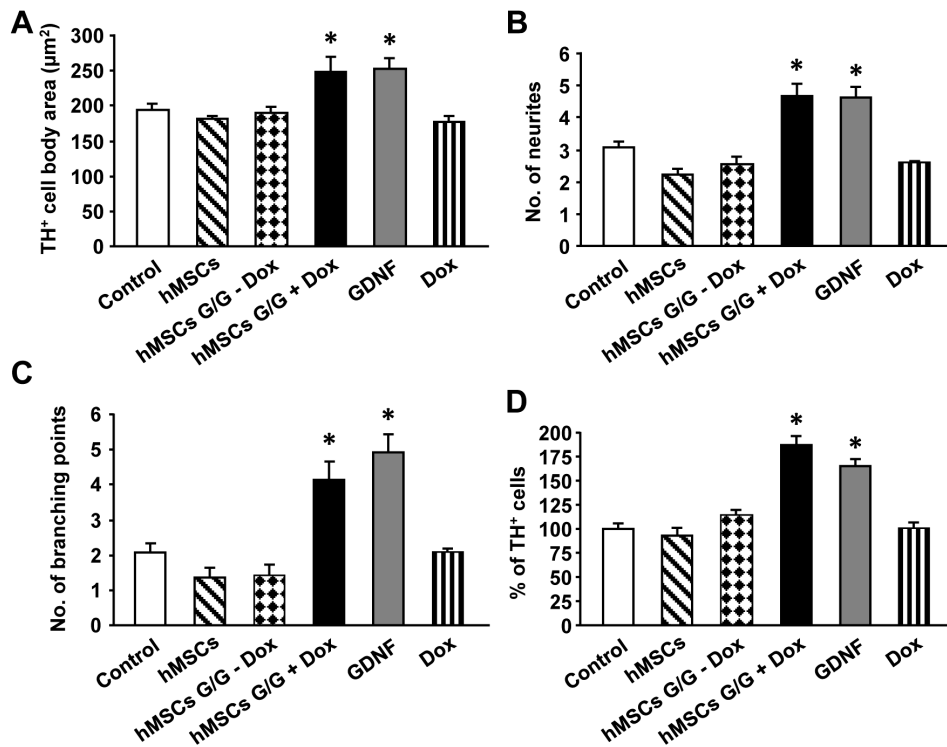 A
TH⁺ cell body area (µm²)
300
250
200
150
100
50
0
*
*
Control
hMSCs
hMSCs G/G - Dox
hMSCs G/G + Dox
GDNF
Dox
B
No. of neurites
6
5
4
3
2
1
0
*
*
Control
hMSCs
hMSCs G/G - Dox
hMSCs G/G + Dox
GDNF
Dox
C
No. of branching points
6
5
4
3
2
1
0
*
*
Control
hMSCs
hMSCs G/G - Dox
hMSCs G/G + Dox
GDNF
Dox
D
% of TH⁺ cells
200
175
150
125
100
75
50
25
0
*
*
Control
hMSCs
hMSCs G/G - Dox
hMSCs G/G + Dox
GDNF
Dox